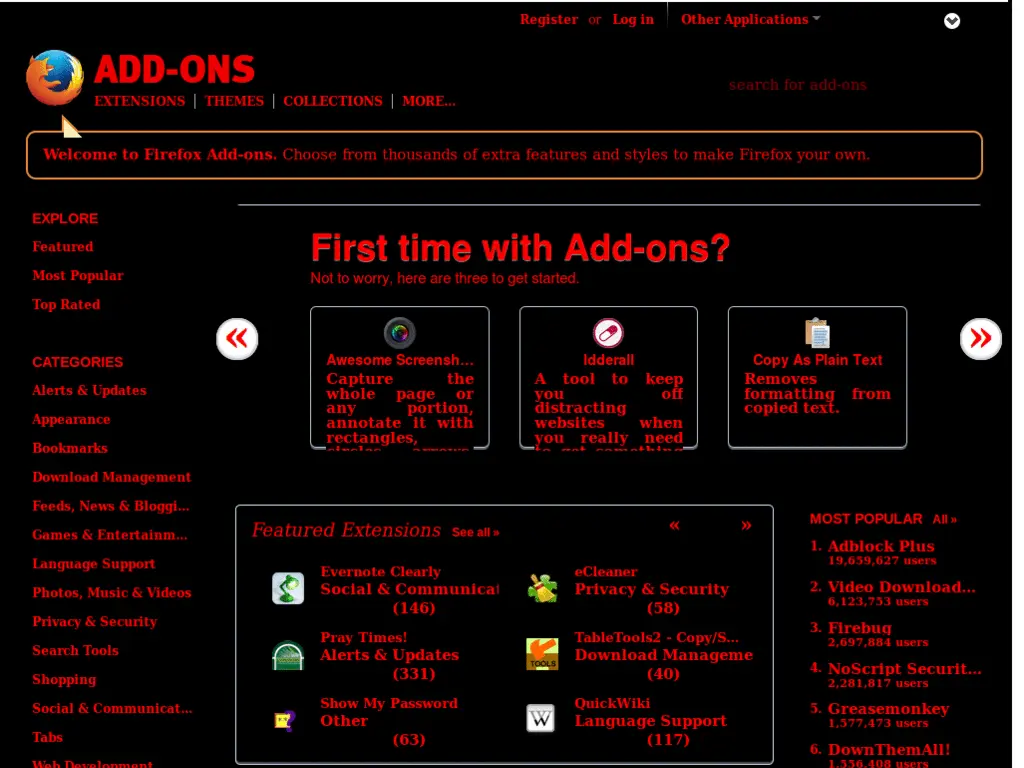 Register or Log in Other Applications
ADD-ONS
EXTENSIONS | THEMES | COLLECTIONS | MORE...
search for add-ons
Welcome to Firefox Add-ons. Choose from thousands of extra features and styles to make Firefox your own.
EXPLORE
Featured
Most Popular
Top Rated
CATEGORIES
Alerts & Updates
Appearance
Bookmarks
Download Management
Feeds, News & Bloggi...
Games & Entertainm...
Language Support
Photos, Music & Videos
Privacy & Security
Search Tools
Shopping
Social & Communicat...
Tabs
Web Development
First time with Add-ons?
Not to worry, here are three to get started.
«
Awesome Screensh...
Capture the
whole page or
any portion,
annotate it with
rectangles,
circles, arrows,
Idderall
A tool to keep
you off
distracting
websites when
you really need
to get something
Copy As Plain Text
Removes
formatting from
copied text.
»
Featured Extensions See all »
« »
Evernote Clearly
Social & Communicat
(146)
eCleaner
Privacy & Security
(58)
Pray Times!
Alerts & Updates
(331)
TOOLS
TableTools2 - Copy/S...
Download Manageme
(40)
Show My Password
Other
(63)
W
QuickWiki
Language Support
(117)
MOST POPULAR All »
1. Adblock Plus
19,659,627 users
2. Video Download...
6,123,753 users
3. Firebug
2,697,884 users
4. NoScript Securit...
2,281,817 users
5. Greasemonkey
1,577,473 users
6. DownThemAll!
1,556,408 users